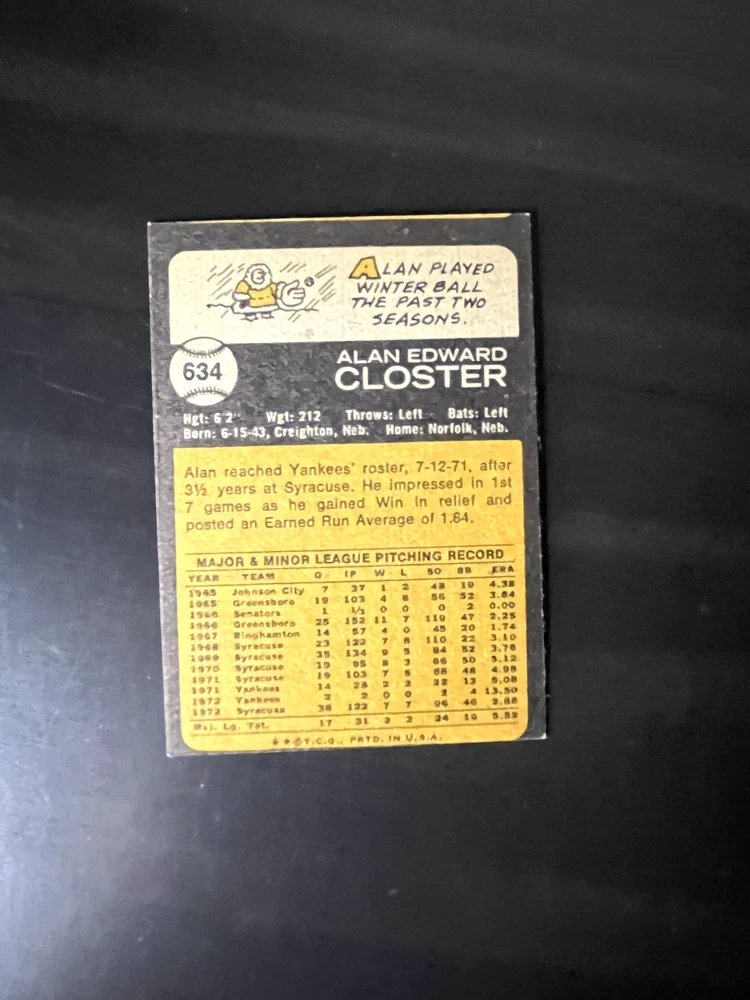 ALAN PLAYED
WINTER BALL
THE PAST TWO
SEASONS.
634
ALAN EDWARD
CLOSTER
Hgt: 6'2" Wgt: 212 Throws: Left Bats: Left
Born: 6-15-43, Creighton, Neb. Home: Norfolk, Neb.
Alan reached Yankees' roster, 7-12-71, after
3½ years at Syracuse. He impressed in 1st
7 games as he gained Win in relief and
posted an Earned Run Average of 1.64.
MAJOR & MINOR LEAGUE PITCHING RECORD
YEAR TEAM G IP W L SO BB ERA
1965 Johnson City 7 37 1 2 48 19 4.38
1965 Greensboro 19 103 4 8 56 52 3.84
1966 Senators 1 ⅓ 0 0 0 2 0.00
1966 Greensboro 25 152 11 7 119 47 2.25
1967 Binghamton 14 57 4 0 45 20 1.74
1968 Syracuse 23 122 7 8 110 22 3.10
1969 Syracuse 35 134 9 5 84 52 3.76
1970 Syracuse 19 95 8 3 66 50 3.12
1971 Syracuse 19 103 7 5 68 48 4.98
1971 Yankees 14 28 2 2 22 13 5.08
1972 Yankees 2 2 0 0 2 4 13.50
1972 Syracuse 38 122 7 7 96 46 2.88
Maj. Lg. Tot. 17 31 2 2 24 19 5.52
★★©T.C.G., PRTD. IN U.S.A.